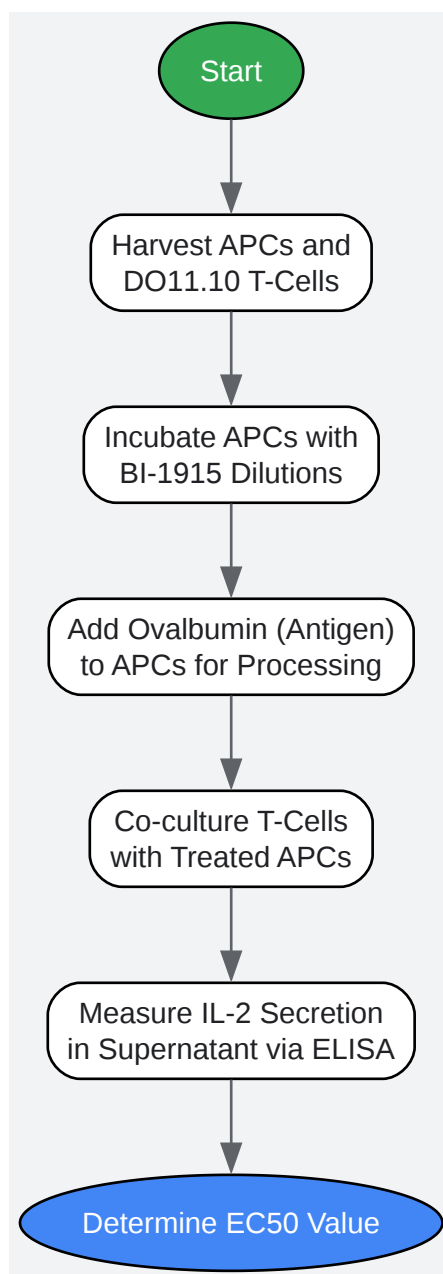 Start
Harvest APCs and
DO11.10 T-Cells
Incubate APCs with
BI-1915 Dilutions
Add Ovalbumin (Antigen)
to APCs for Processing
Co-culture T-Cells
with Treated APCs
Measure IL-2 Secretion
in Supernatant via ELISA
Determine EC50 Value